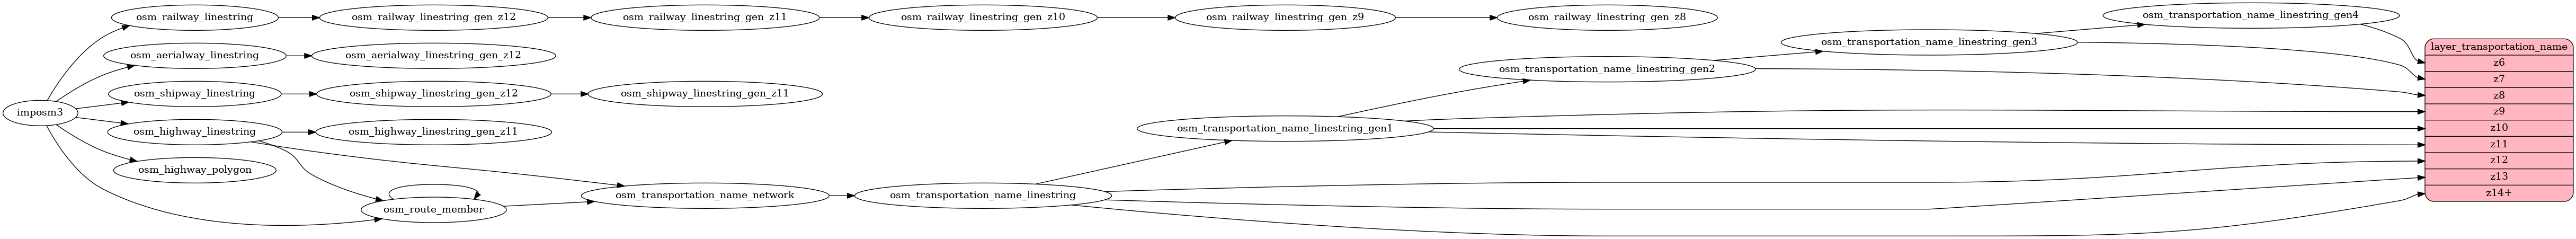 imposm3
osm_railway_linestring
osm_railway_linestring_gen_z12
osm_railway_linestring_gen_z11
osm_railway_linestring_gen_z10
osm_railway_linestring_gen_z9
osm_railway_linestring_gen_z8
osm_aerialway_linestring
osm_aerialway_linestring_gen_z12
osm_shipway_linestring
osm_shipway_linestring_gen_z12
osm_shipway_linestring_gen_z11
osm_highway_linestring
osm_highway_linestring_gen_z11
osm_highway_polygon
osm_route_member
osm_transportation_name_network
osm_transportation_name_linestring
osm_transportation_name_linestring_gen1
osm_transportation_name_linestring_gen2
osm_transportation_name_linestring_gen3
osm_transportation_name_linestring_gen4
layer_transportation_name
z6
z7
z8
z9
z10
z11
z12
z13
z14+